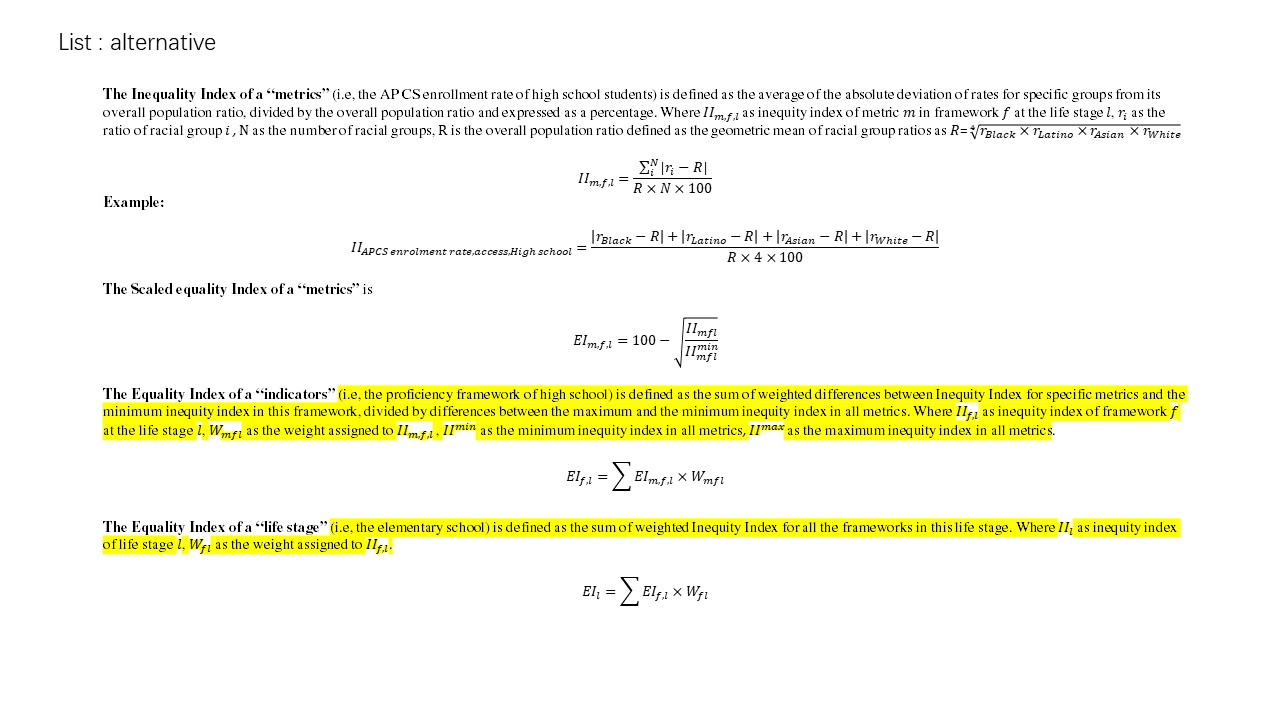 List : alternative
The Inequality Index of a “metrics” (i.e, the AP CS enrollment rate of high school students) is defined as the average of the absolute deviation of rates for specific groups from its
overall population ratio, divided by the overall population ratio and expressed as a percentage. Where II_{m,f,l} as inequity index of metric m in framework f at the life stage l, r_i as the
ratio of racial group i , N as the number of racial groups, R is the overall population ratio defined as the geometric mean of racial group ratios as R=∜(r_{Black} × r_{Latino} × r_{Asian} × r_{White})
II_{m,f,l} = \frac{∑_i^N |r_i − R|}{R × N × 100}
Example:
II_{APCS enrolment rate,access,High school} = \frac{|r_{Black} − R| + |r_{Latino} − R| + |r_{Asian} − R| + |r_{White} − R|}{R × 4 × 100}
The Scaled equality Index of a “metrics” is
EI_{m,f,l} = 100 − \sqrt{\frac{II_{mfl}}{II_{mfl}^{min}}}
The Equality Index of a “indicators” (i.e, the proficiency framework of high school) is defined as the sum of weighted differences between Inequity Index for specific metrics and the
minimum inequity index in this framework, divided by differences between the maximum and the minimum inequity index in all metrics. Where II_{f,l} as inequity index of framework f
at the life stage l, W_{mfl} as the weight assigned to II_{m,f,l}, II^{min} as the minimum inequity index in all metrics, II^{max} as the maximum inequity index in all metrics.
EI_{f,l} = ∑ EI_{m,f,l} × W_{mfl}
The Equality Index of a “life stage” (i.e, the elementary school) is defined as the sum of weighted Inequity Index for all the frameworks in this life stage. Where II_l as inequity index
of life stage l, W_{fl} as the weight assigned to II_{f,l}.
EI_l = ∑ EI_{f,l} × W_{fl}